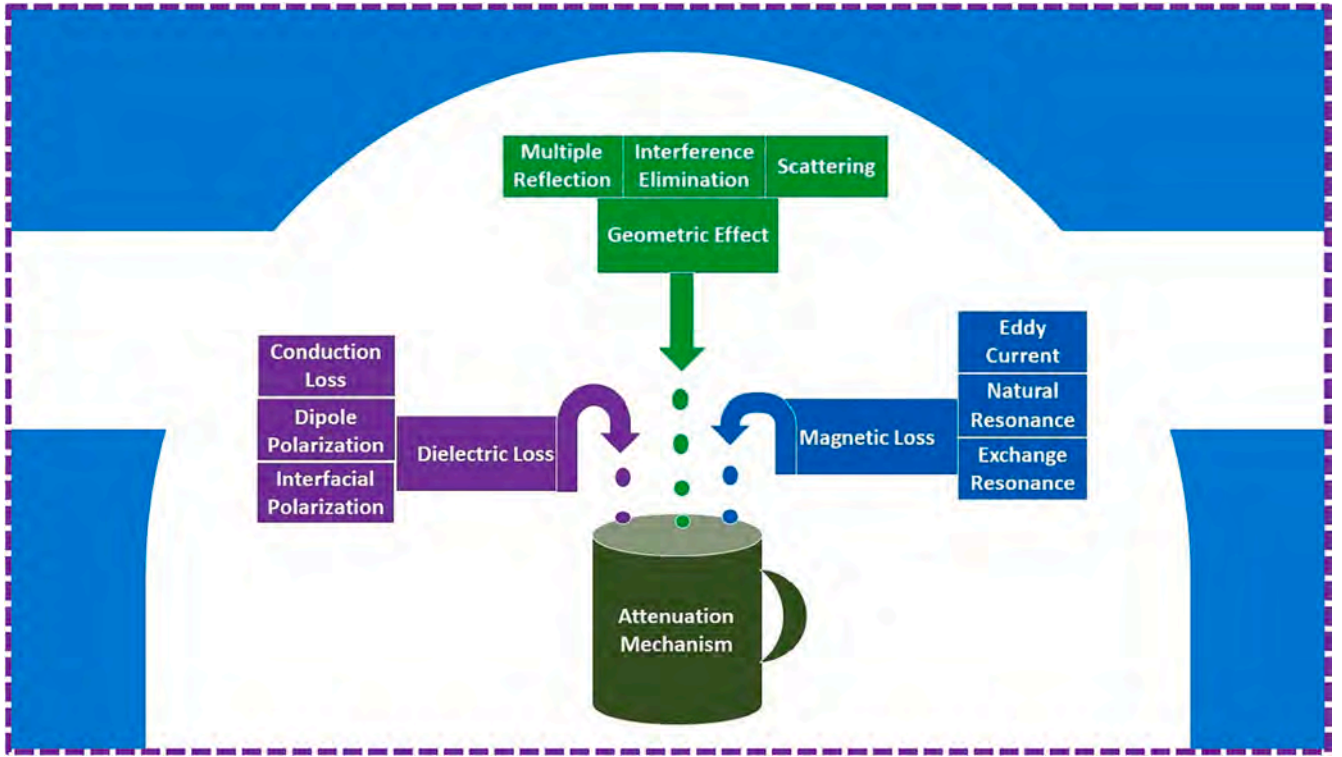 Multiple
Reflection
Interference
Elimination
Scattering
Geometric Effect
Conduction
Loss
Dipole
Polarization
Interfacial
Polarization
Dielectric Loss
Magnetic Loss
Eddy
Current
Natural
Resonance
Exchange
Resonance
Attenuation
Mechanism